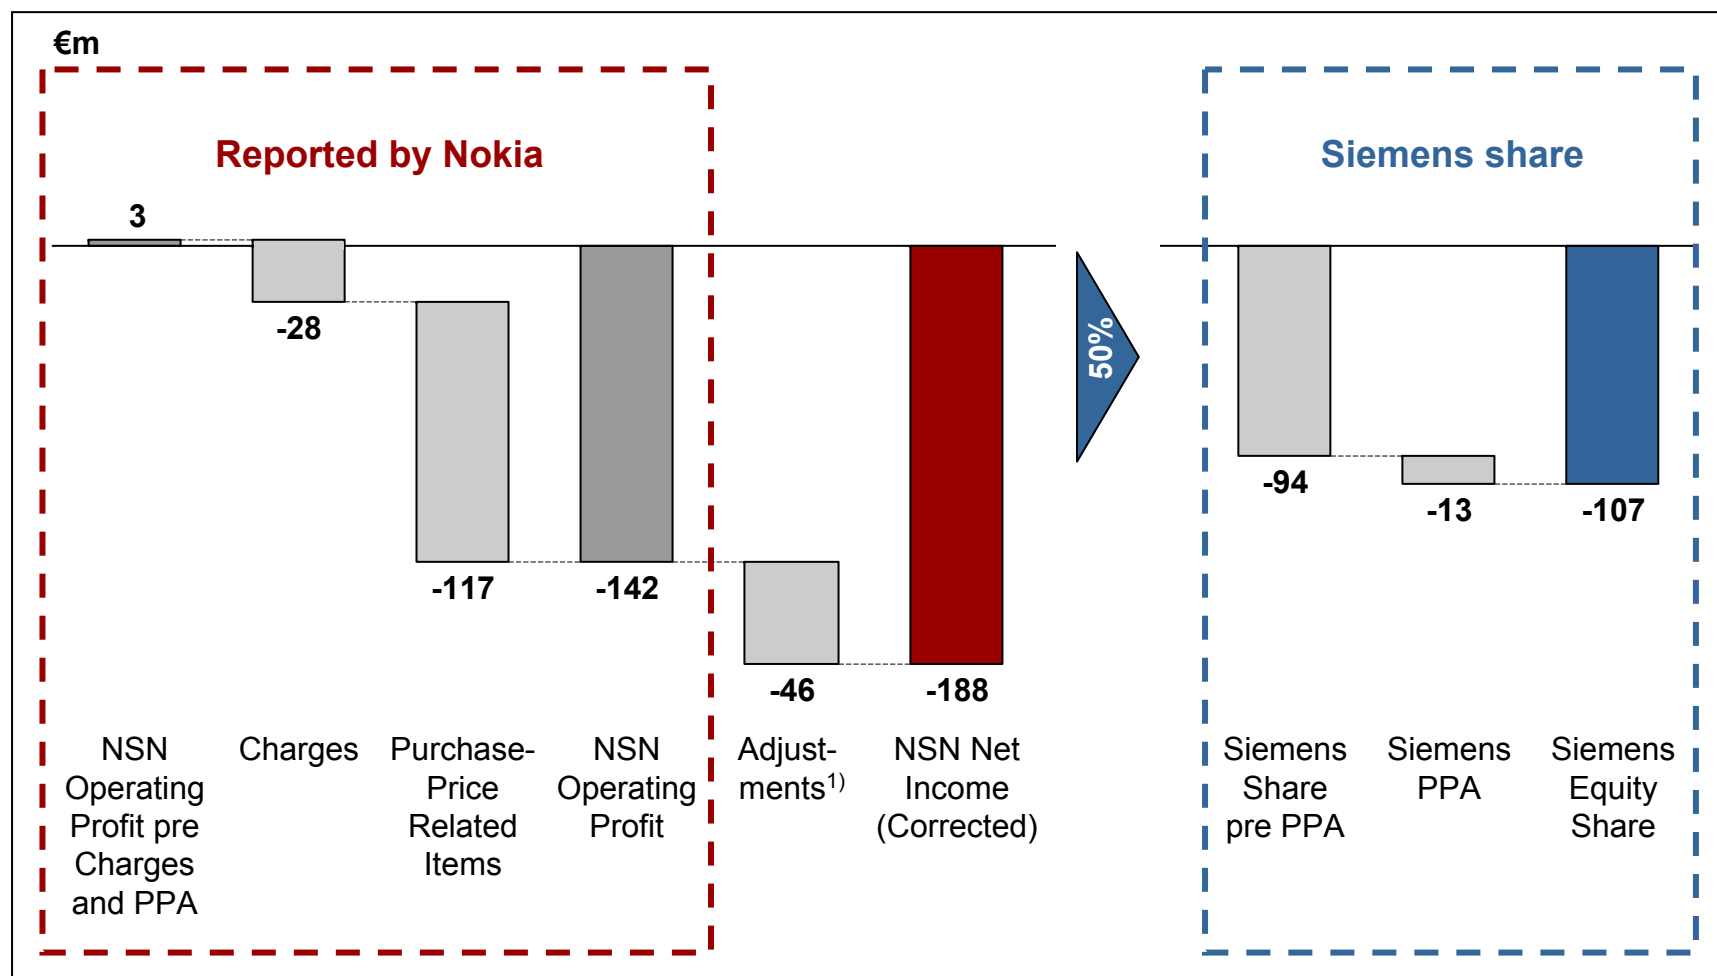 €m
Reported by Nokia
Siemens share
3
-28
-117
-142
-46
-188
50%
-94
-13
-107
NSN
Operating
Profit pre
Charges
and PPA
Charges
Purchase-
Price
Related
Items
NSN
Operating
Profit
Adjust-
ments1)
NSN Net
Income
(Corrected)
Siemens
Share
pre PPA
Siemens
PPA
Siemens
Equity
Share